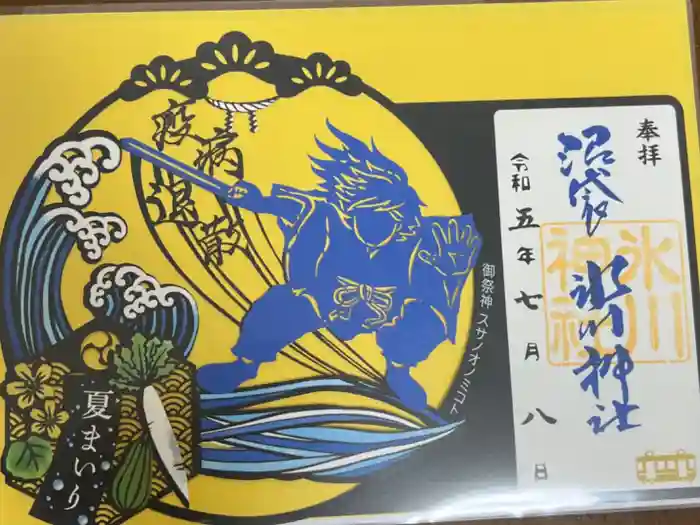 疫病退散
御祭神 スサノオノミコト
夏まいり
奉拝
沼袋 氷川神社
氷川
神社
令和五年七月八日